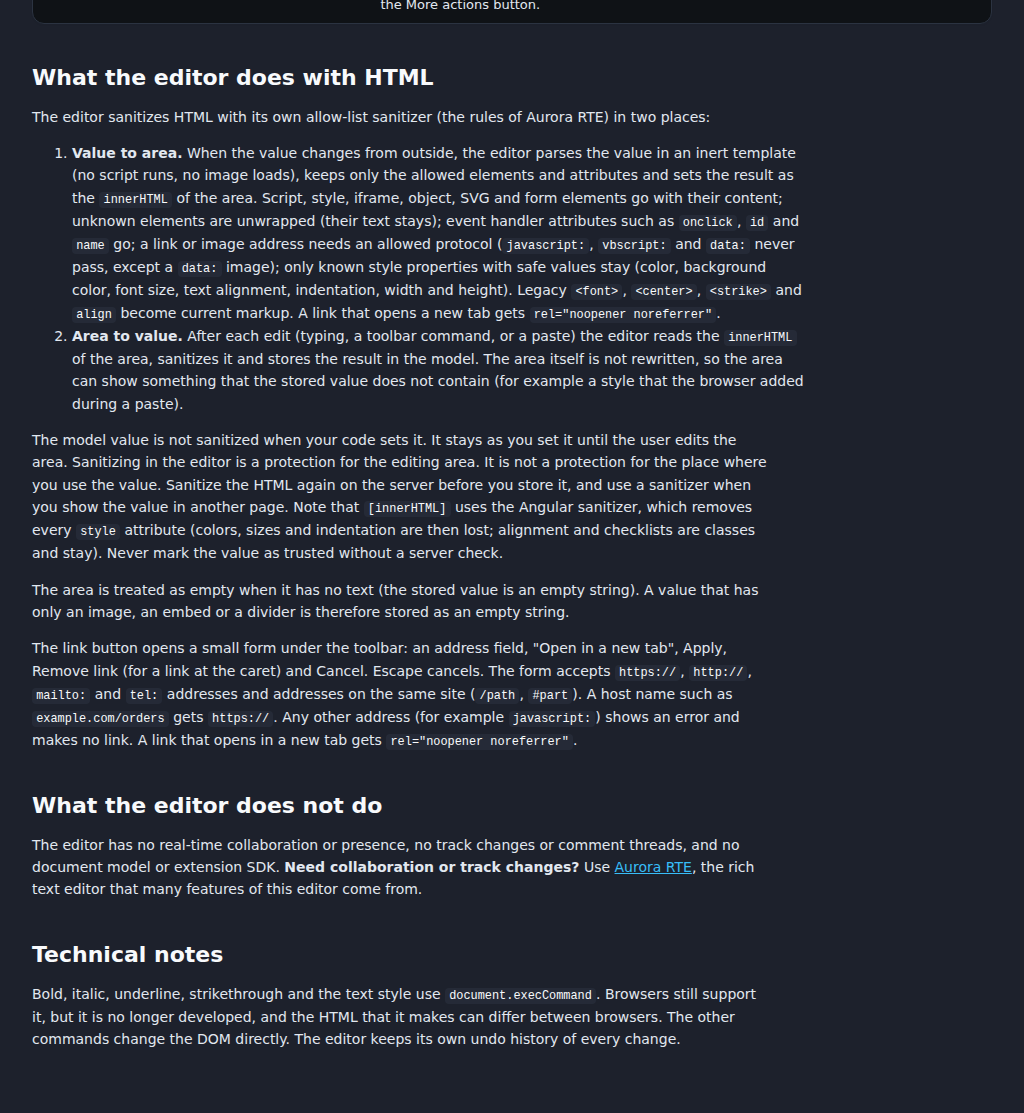 the More actions button.
What the editor does with HTML
The editor sanitizes HTML with its own allow-list sanitizer (the rules of Aurora RTE) in two places:
1. Value to area. When the value changes from outside, the editor parses the value in an inert template
(no script runs, no image loads), keeps only the allowed elements and attributes and sets the result as
the innerHTML of the area. Script, style, iframe, object, SVG and form elements go with their content;
unknown elements are unwrapped (their text stays); event handler attributes such as onclick, id and
name go; a link or image address needs an allowed protocol (javascript:, vbscript: and data: never
pass, except a data: image); only known style properties with safe values stay (color, background
color, font size, text alignment, indentation, width and height). Legacy <font>, <center>, <strike> and
align become current markup. A link that opens a new tab gets rel="noopener noreferrer".
2. Area to value. After each edit (typing, a toolbar command, or a paste) the editor reads the innerHTML
of the area, sanitizes it and stores the result in the model. The area itself is not rewritten, so the area
can show something that the stored value does not contain (for example a style that the browser added
during a paste).
The model value is not sanitized when your code sets it. It stays as you set it until the user edits the
area. Sanitizing in the editor is a protection for the editing area. It is not a protection for the place where
you use the value. Sanitize the HTML again on the server before you store it, and use a sanitizer when
you show the value in another page. Note that [innerHTML] uses the Angular sanitizer, which removes
every style attribute (colors, sizes and indentation are then lost; alignment and checklists are classes
and stay). Never mark the value as trusted without a server check.
The area is treated as empty when it has no text (the stored value is an empty string). A value that has
only an image, an embed or a divider is therefore stored as an empty string.
The link button opens a small form under the toolbar: an address field, "Open in a new tab", Apply,
Remove link (for a link at the caret) and Cancel. Escape cancels. The form accepts https://, http://,
mailto: and tel: addresses and addresses on the same site (/path, #part). A host name such as
example.com/orders gets https://. Any other address (for example javascript:) shows an error and
makes no link. A link that opens in a new tab gets rel="noopener noreferrer".
What the editor does not do
The editor has no real-time collaboration or presence, no track changes or comment threads, and no
document model or extension SDK. Need collaboration or track changes? Use Aurora RTE, the rich
text editor that many features of this editor come from.
Technical notes
Bold, italic, underline, strikethrough and the text style use document.execCommand. Browsers still support
it, but it is no longer developed, and the HTML that it makes can differ between browsers. The other
commands change the DOM directly. The editor keeps its own undo history of every change.